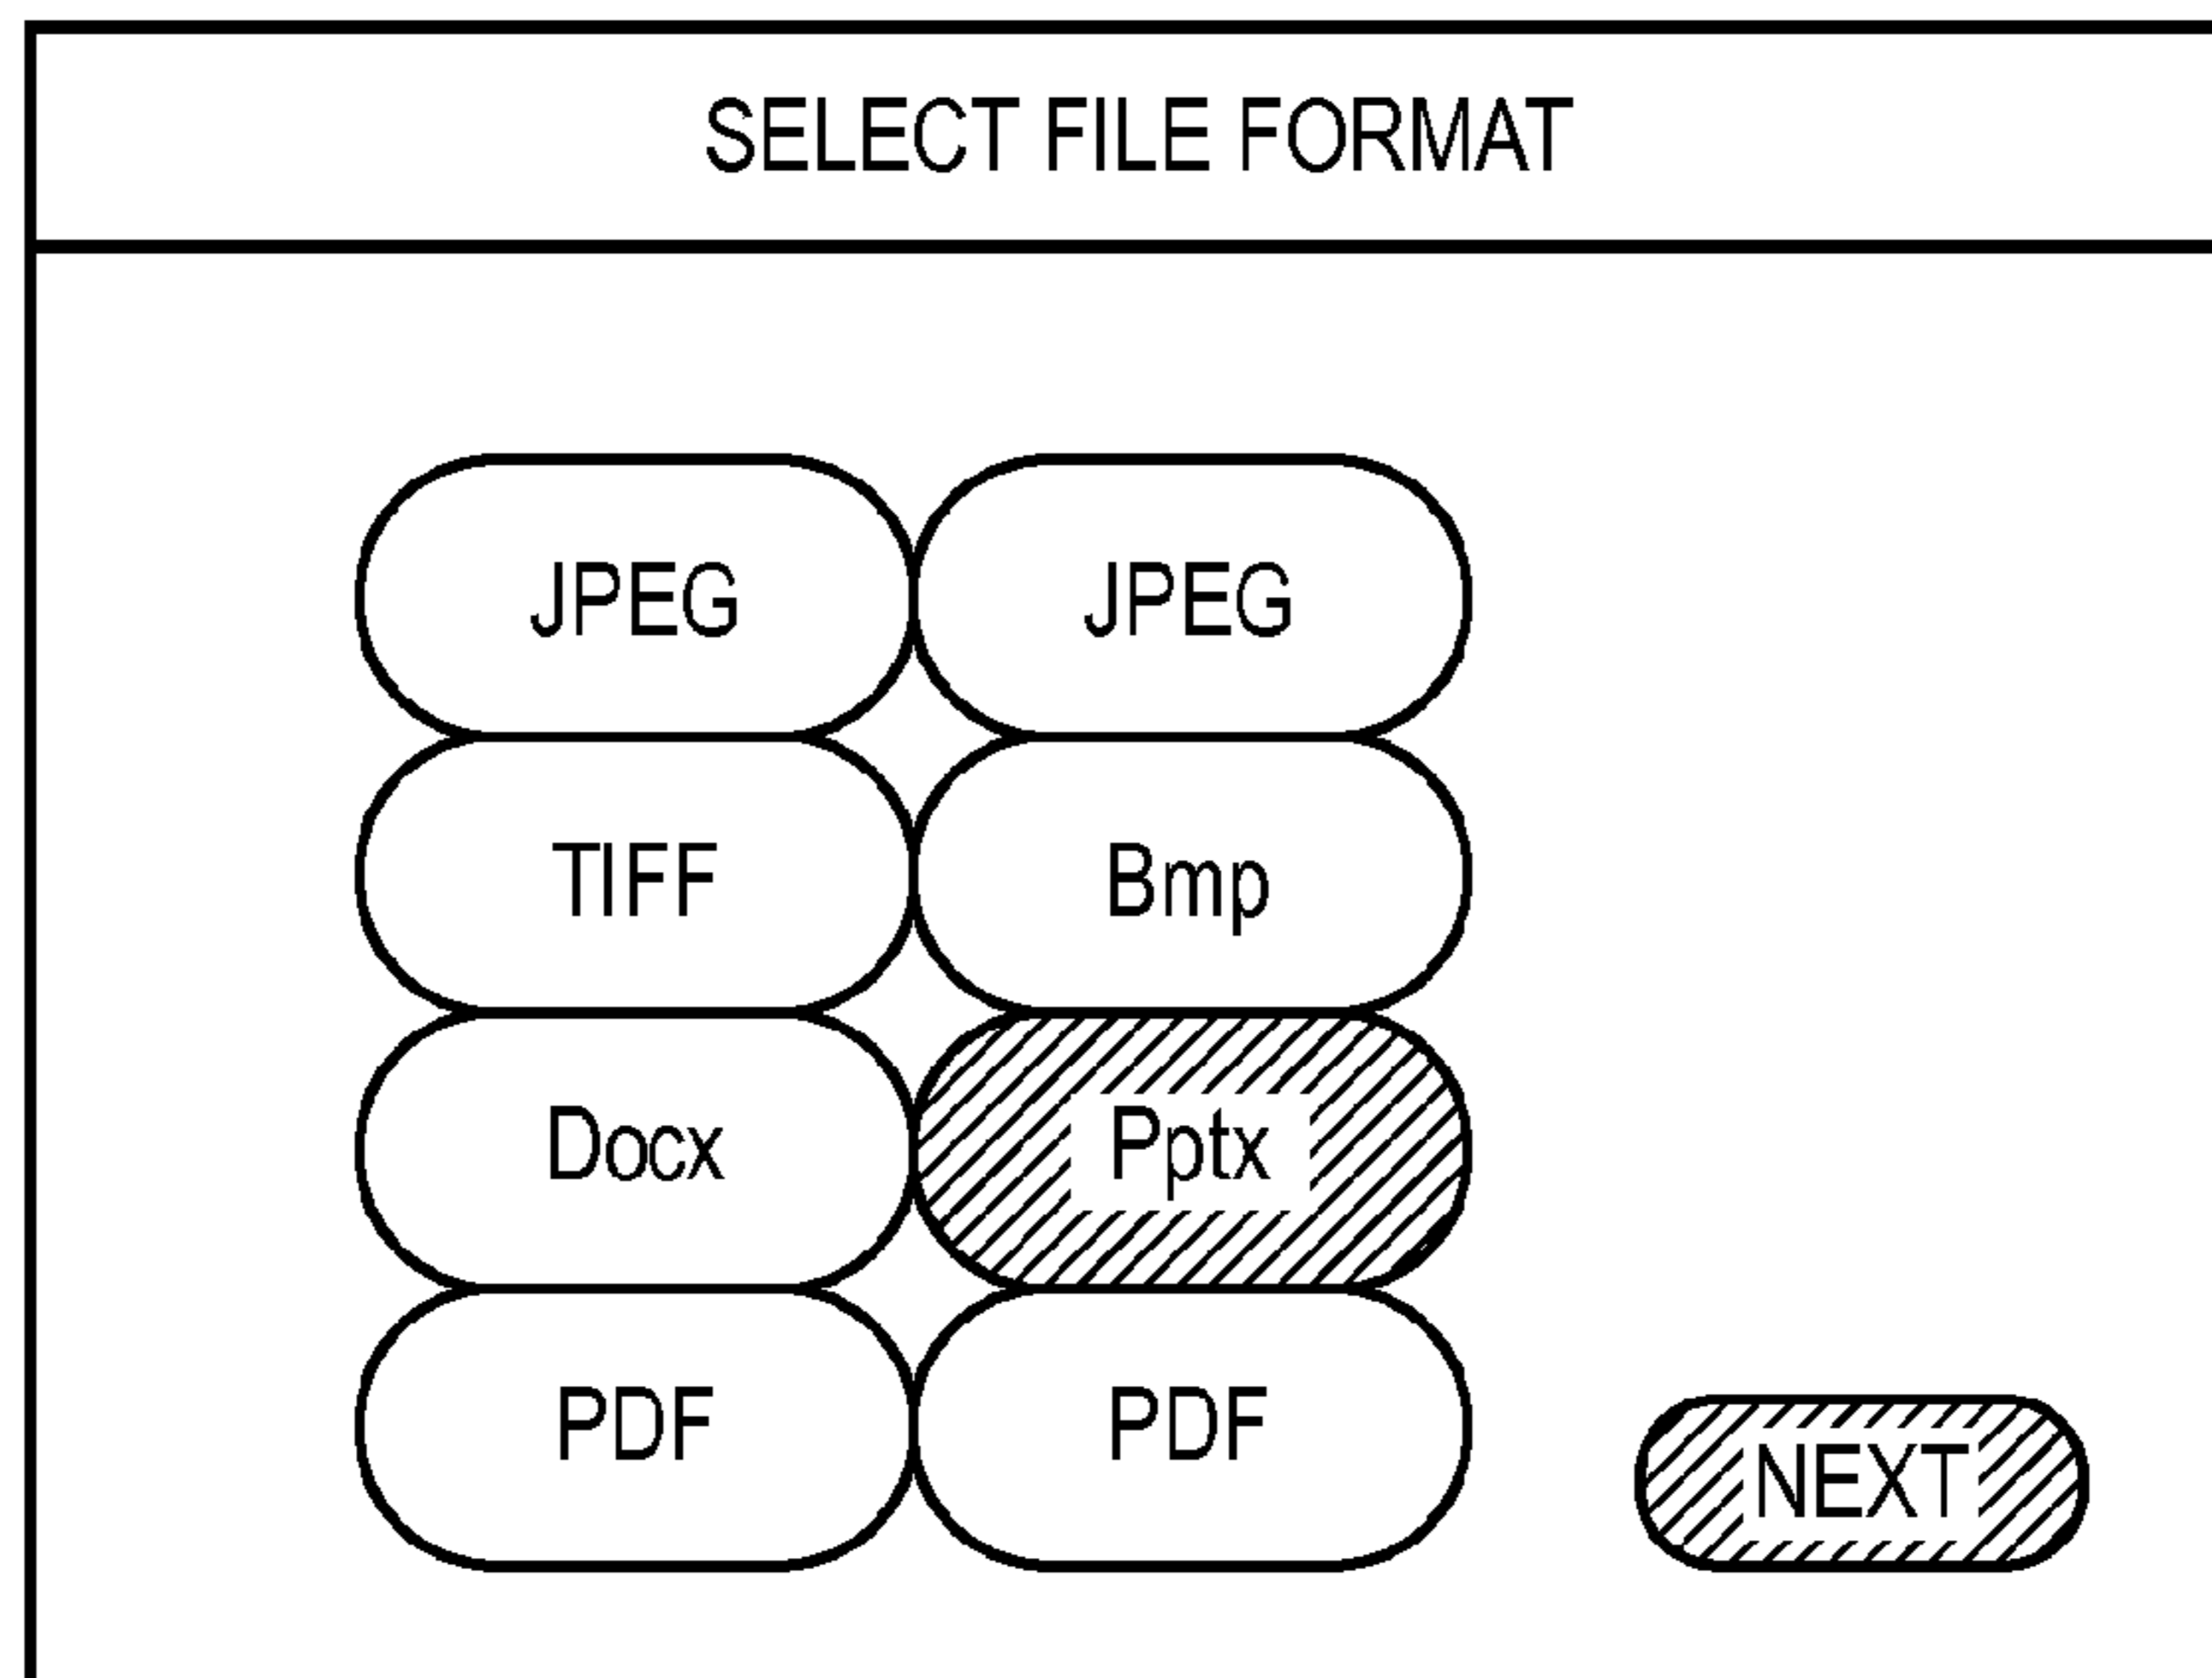 SELECT FILE FORMAT
JPEG JPEG
TIFF Bmp
Docx Pptx
PDF PDF
NEXT